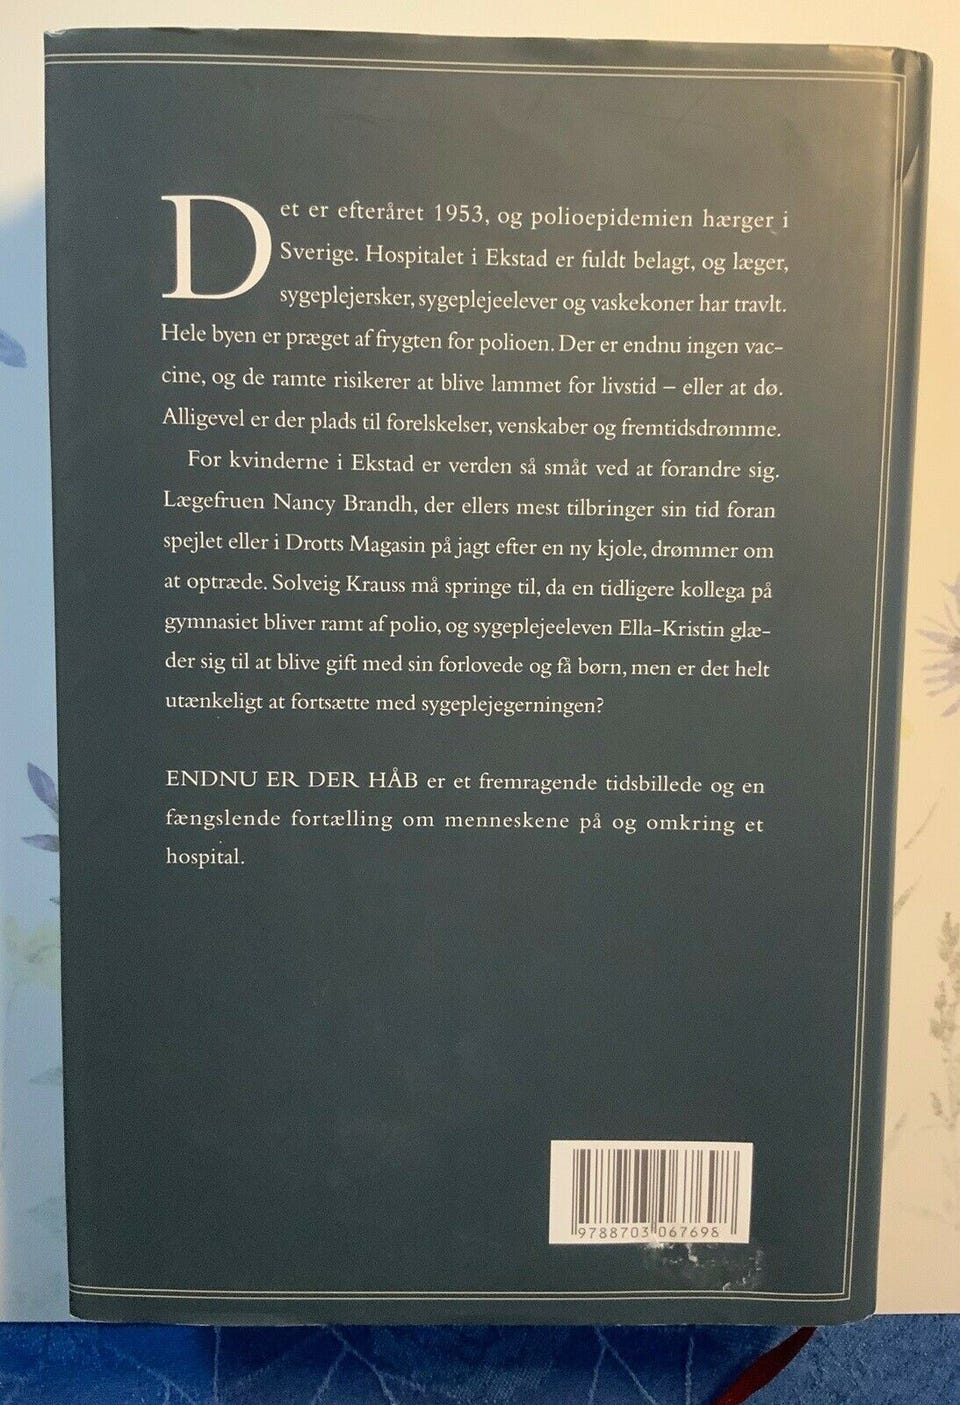 Det er efteråret 1953, og polioepidemien hærger i
Sverige. Hospitalet i Ekstad er fuldt belagt, og læger,
sygeplejersker, sygeplejeelever og vaskekoner har travlt.
Hele byen er præget af frygten for polioen. Der er endnu ingen vac-
cine, og de ramte risikerer at blive lammet for livstid – eller at dø.
Alligevel er der plads til forelskelser, venskaber og fremtidsdrømme.
For kvinderne i Ekstad er verden så småt ved at forandre sig.
Lægefruen Nancy Brandh, der ellers mest tilbringer sin tid foran
spejlet eller i Drotts Magasin på jagt efter en ny kjole, drømmer om
at optræde. Solveig Krauss må springe til, da en tidligere kollega på
gymnasiet bliver ramt af polio, og sygeplejeeleven Ella-Kristin glæ-
der sig til at blive gift med sin forlovede og få børn, men er det helt
utænkeligt at fortsætte med sygeplejegerningen?
ENDNU ER DER HÅB er et fremragende tidsbillede og en
fængslende fortælling om menneskene på og omkring et
hospital.
9788703067698